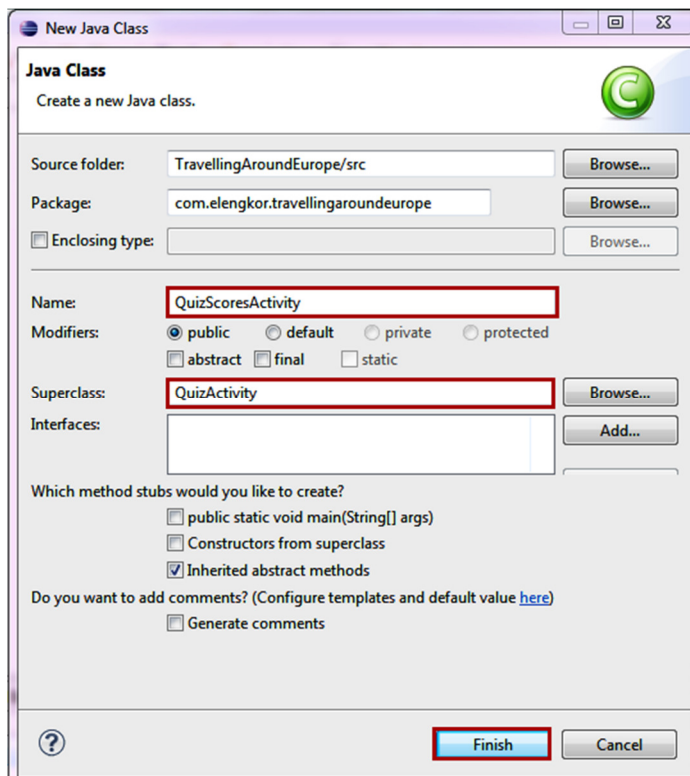 New Java Class
Java Class
Create a new Java class.
C
Source folder: TravellingAroundEurope/src Browse...
Package: com.elengkor.travellingaroundeurope Browse...
Enclosing type: Browse...
Name: QuizScoresActivity
Modifiers: public default private protected
abstract final static
Superclass: QuizActivity Browse...
Interfaces: Add...
Which method stubs would you like to create?
public static void main(String[] args)
Constructors from superclass
Inherited abstract methods
Do you want to add comments? (Configure templates and default value here)
Generate comments
? Finish Cancel